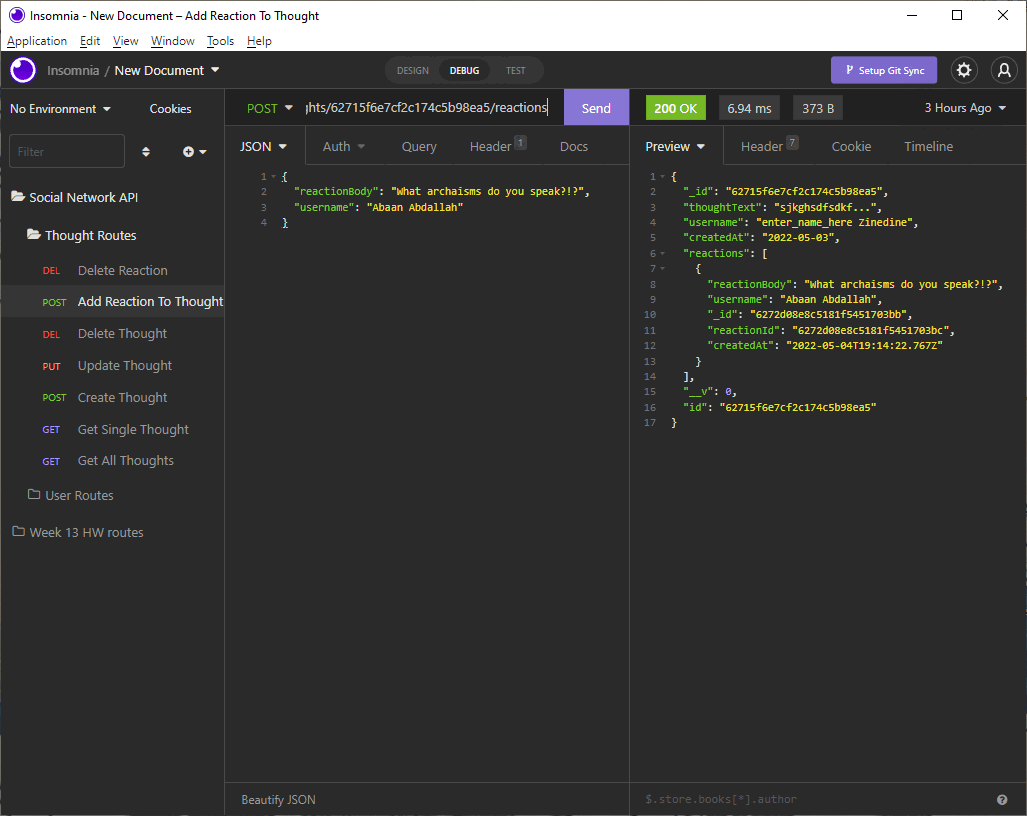 Insomnia - New Document – Add Reaction To Thought
Application Edit View Window Tools Help
Insomnia / New Document
DESIGN DEBUG TEST
Setup Git Sync
No Environment Cookies
Filter
Social Network API
Thought Routes
DEL Delete Reaction
POST Add Reaction To Thought
DEL Delete Thought
PUT Update Thought
POST Create Thought
GET Get Single Thought
GET Get All Thoughts
User Routes
Week 13 HW routes
POST ghts/62715f6e7cf2c174c5b98ea5/reactions Send
JSON Auth Query Header 1 Docs
1 {
2 "reactionBody": "What archaisms do you speak?!?",
3 "username": "Abaan Abdallah"
4 }
Beautify JSON
200 OK 6.94 ms 373 B 3 Hours Ago
Preview Header 7 Cookie Timeline
1 {
2 "_id": "62715f6e7cf2c174c5b98ea5",
3 "thoughtText": "sjkghsdfsdkf...",
4 "username": "enter_name_here Zinedine",
5 "createdAt": "2022-05-03",
6 "reactions": [
7 {
8 "reactionBody": "What archaisms do you speak?!?",
9 "username": "Abaan Abdallah",
10 "_id": "6272d08e8c5181f5451703bb",
11 "reactionId": "6272d08e8c5181f5451703bc",
12 "createdAt": "2022-05-04T19:14:22.767Z"
13 }
14 ],
15 "__v": 0,
16 "id": "62715f6e7cf2c174c5b98ea5"
17 }
$.store.books[*].author